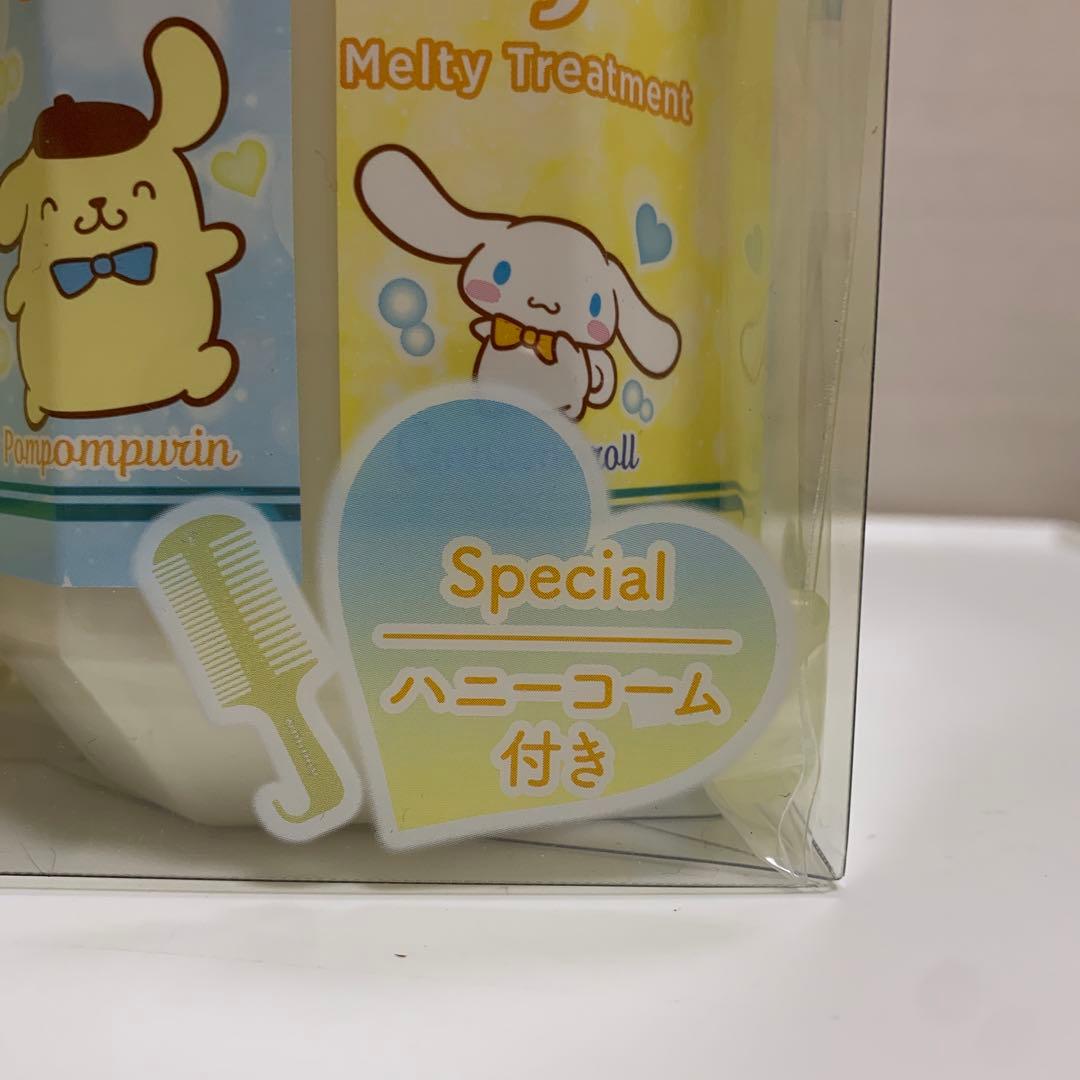 Melty Treatment
Pompompurin
Special
ハニーコーム
付き